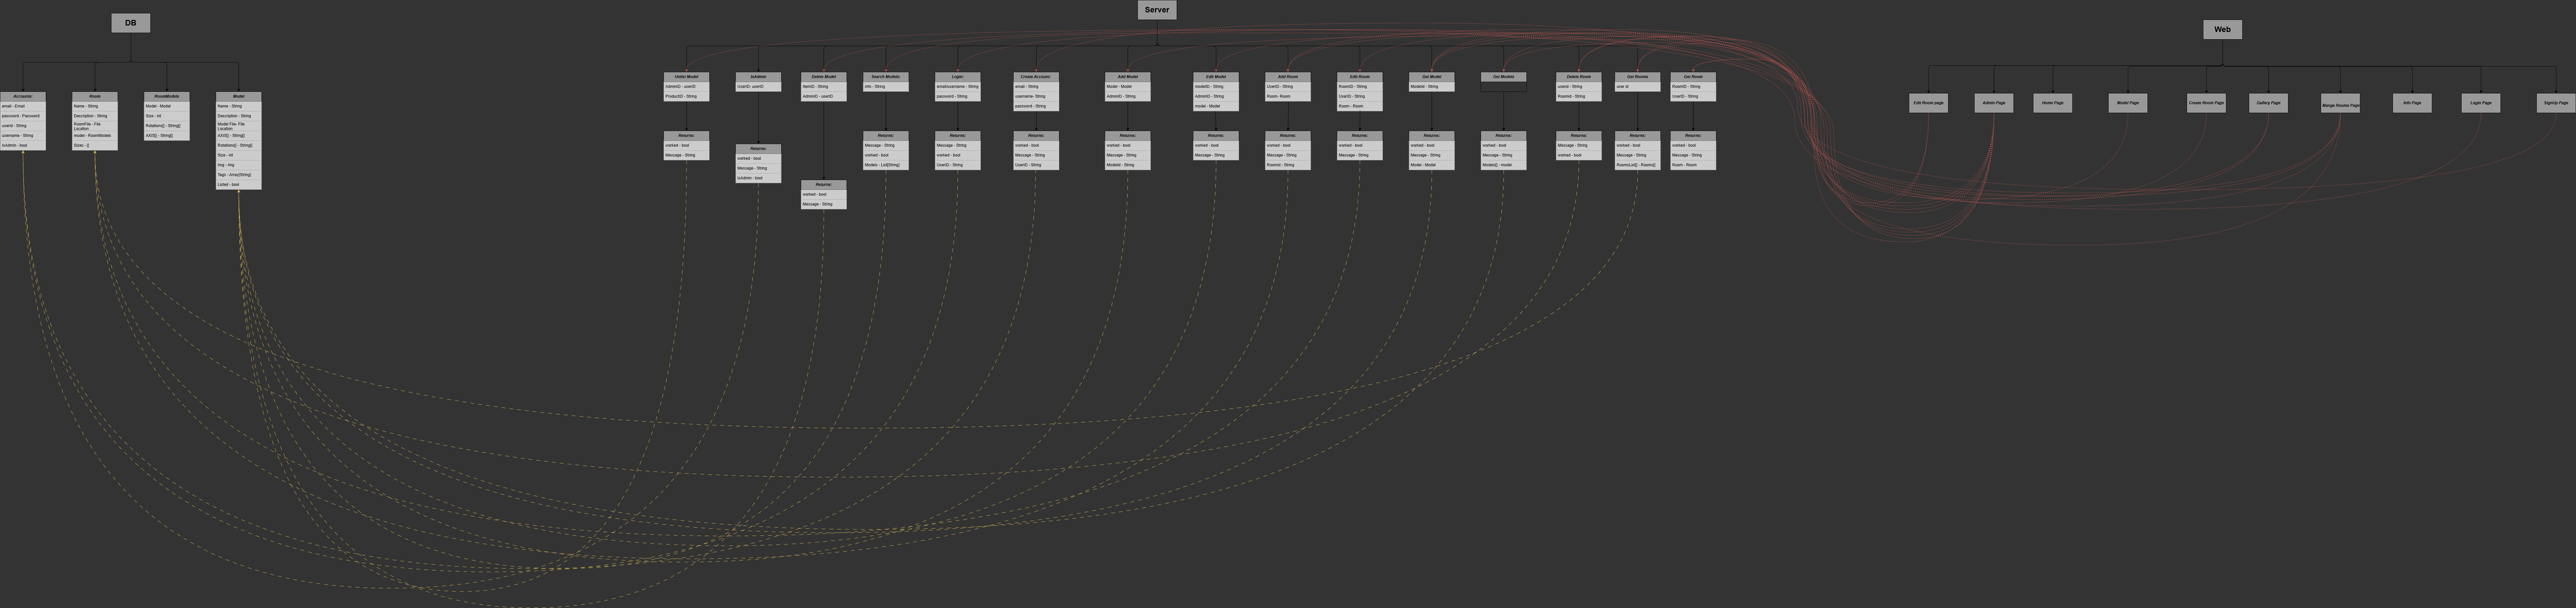 DB
Server
Web
Accounts:
email - Email
password - Password
userid - String
username - String
isAdmin - bool
Room
Name - String
Description - String
RoomFile - File
Location
model - RoomModels
Sizes - []
RoomModels
Model - Model
Size - int
Rotations[] - String[]
AXIS[] - String[]
Model
Name - String
Description - String
Model File- File
Location
AXIS[] - String[]
Rotations[] - String[]
Size - int
img - img
Tags - Array[String]
Listed - bool
Unlist Model
AdminID - userID
ProductID - String
Returns:
worked - bool
Message - String
IsAdmin
UserID- userID
Returns:
worked - bool
Message - String
isAdmin - bool
Delete Model
ItemID - String
AdminID - userID
Returns:
worked - bool
Message - String
Search Models:
info - String
Returns:
Message - String
worked - bool
Models - List[String]
Login:
email/username - String
password - String
Returns:
Message - String
worked - bool
UserID - String
Create Account:
email - String
username- String
password - String
Returns:
worked - bool
Message - String
UserID - String
Add Model
Model - Model
AdminID - String
Returns:
worked - bool
Message - String
ModelId - String
Edit Model
modelID - String
AdminID - String
model - Model
Returns:
worked - bool
Message - String
Add Room
UserID - String
Room- Room
Returns:
worked - bool
Message - String
RoomId - String
Edit Room
RoomID - String
UserID - String
Room - Room
Returns:
worked - bool
Message - String
Get Model
ModelId - String
Returns:
worked - bool
Message - String
Model - Model
Get Models
Returns:
worked - bool
Message - String
Models[] - model
Delete Room
userid - String
RoomId - String
Returns:
Message - String
worked - bool
Get Rooms
user id
Returns:
worked - bool
Message - String
RoomsList[] - Rooms[]
Get Room
RoomID - String
UserID - String
Returns:
worked - bool
Message - String
Room - Room
Edit Room page
Admin Page
Home Page
Model Page
Create Room Page
Gallery Page
Mange Rooms Page
Info Page
Login Page
SignUp Page